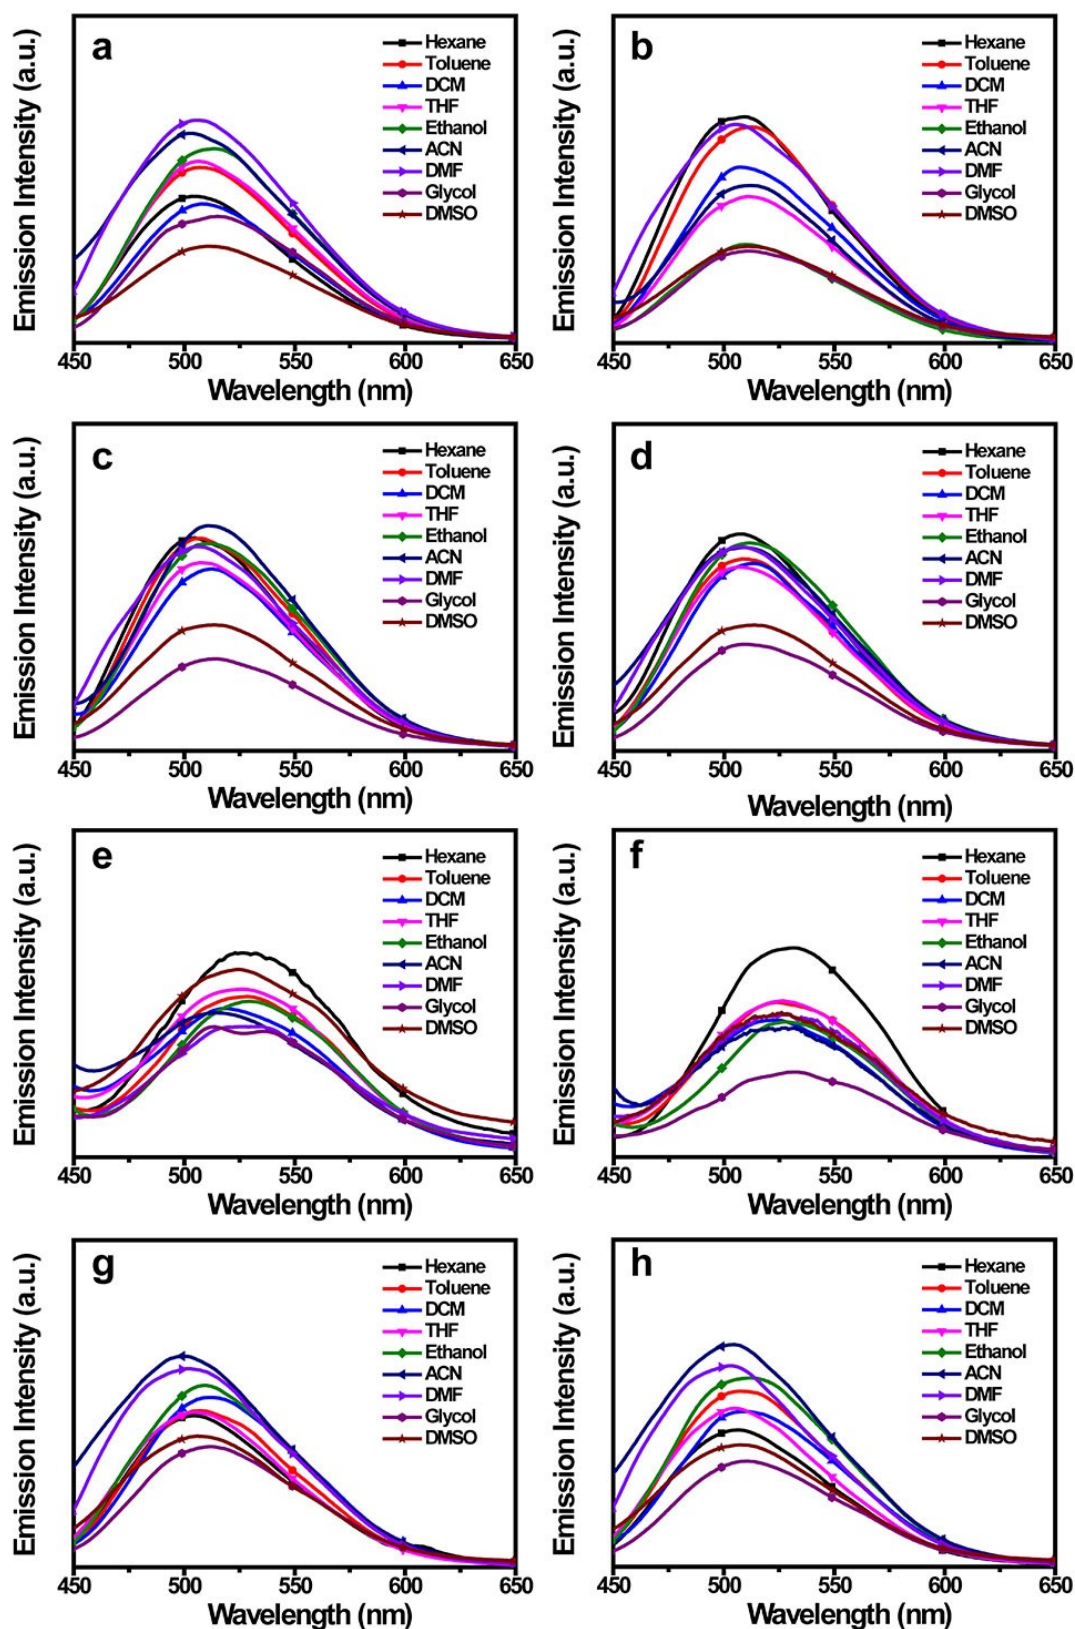 a
Emission Intensity (a.u.)
Hexane
Toluene
DCM
THF
Ethanol
ACN
DMF
Glycol
DMSO
450 500 550 600 650
Wavelength (nm)
b
Emission Intensity (a.u.)
Hexane
Toluene
DCM
THF
Ethanol
ACN
DMF
Glycol
DMSO
450 500 550 600 650
Wavelength (nm)
c
Emission Intensity (a.u.)
Hexane
Toluene
DCM
THF
Ethanol
ACN
DMF
Glycol
DMSO
450 500 550 600 650
Wavelength (nm)
d
Emission Intensity (a.u.)
Hexane
Toluene
DCM
THF
Ethanol
ACN
DMF
Glycol
DMSO
450 500 550 600 650
Wavelength (nm)
e
Emission Intensity (a.u.)
Hexane
Toluene
DCM
THF
Ethanol
ACN
DMF
Glycol
DMSO
450 500 550 600 650
Wavelength (nm)
f
Emission Intensity (a.u.)
Hexane
Toluene
DCM
THF
Ethanol
ACN
DMF
Glycol
DMSO
450 500 550 600 650
Wavelength (nm)
g
Emission Intensity (a.u.)
Hexane
Toluene
DCM
THF
Ethanol
ACN
DMF
Glycol
DMSO
450 500 550 600 650
Wavelength (nm)
h
Emission Intensity (a.u.)
Hexane
Toluene
DCM
THF
Ethanol
ACN
DMF
Glycol
DMSO
450 500 550 600 650
Wavelength (nm)